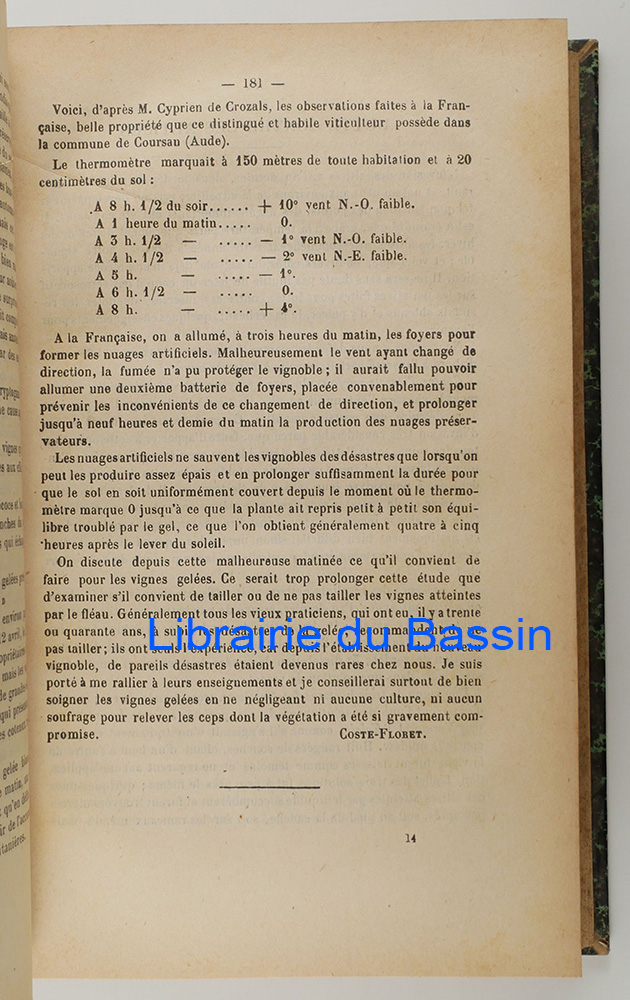 — 181 —
Voici, d'après M. Cyprien de Crozals, les observations faites à la Fran-
çaise, belle propriété que ce distingué et habile viticulteur possède dans
la commune de Coursan (Aude).
Le thermomètre marquait à 150 mètres de toute habitation et à 20
centimètres du sol :
A 8 h. 1/2 du soir...... + 10° vent N.-O. faible.
A 1 heure du matin..... 0.
A 3 h. 1/2 — ..... — 1° vent N.-O. faible.
A 4 h. 1/2 — ..... — 2° vent N.-E. faible.
A 5 h. — ..... — 1°.
A 6 h. 1/2 — ..... 0.
A 8 h. — ..... + 4°.
A la Française, on a allumé, à trois heures du matin, les foyers pour
former les nuages artificiels. Malheureusement le vent ayant changé de
direction, la fumée n'a pu protéger le vignoble ; il aurait fallu pouvoir
allumer une deuxième batterie de foyers, placée convenablement pour
prévenir les inconvénients de ce changement de direction, et prolonger
jusqu'à neuf heures et demie du matin la production des nuages préser-
vateurs.
Les nuages artificiels ne sauvent les vignobles des désastres que lorsqu'on
peut les produire assez épais et en prolonger suffisamment la durée pour
que le sol en soit uniformément couvert depuis le moment où le thermo-
mètre marque 0 jusqu'à ce que la plante ait repris petit à petit son équi-
libre troublé par le gel, ce que l'on obtient généralement quatre à cinq
heures après le lever du soleil.
On discute depuis cette malheureuse matinée ce qu'il convient de
faire pour les vignes gelées. Ce serait trop prolonger cette étude que
d'examiner s'il convient de tailler ou de ne pas tailler les vignes atteintes
par le fléau. Généralement tous les vieux praticiens, qui ont eu, il y a trente
ou quarante ans, à
Librairie du Bassin
pas tailler ; ils ont l'expérience, car depuis l'établissement du nouveau
vignoble, de pareils désastres étaient devenus rares chez nous. Je suis
porté à me rallier à leurs enseignements et je conseillerai surtout de bien
soigner les vignes gelées en ne négligeant ni aucune culture, ni aucun
soufrage pour relever les ceps dont la végétation a été si gravement com-
promise. COSTE-FLORET.
14